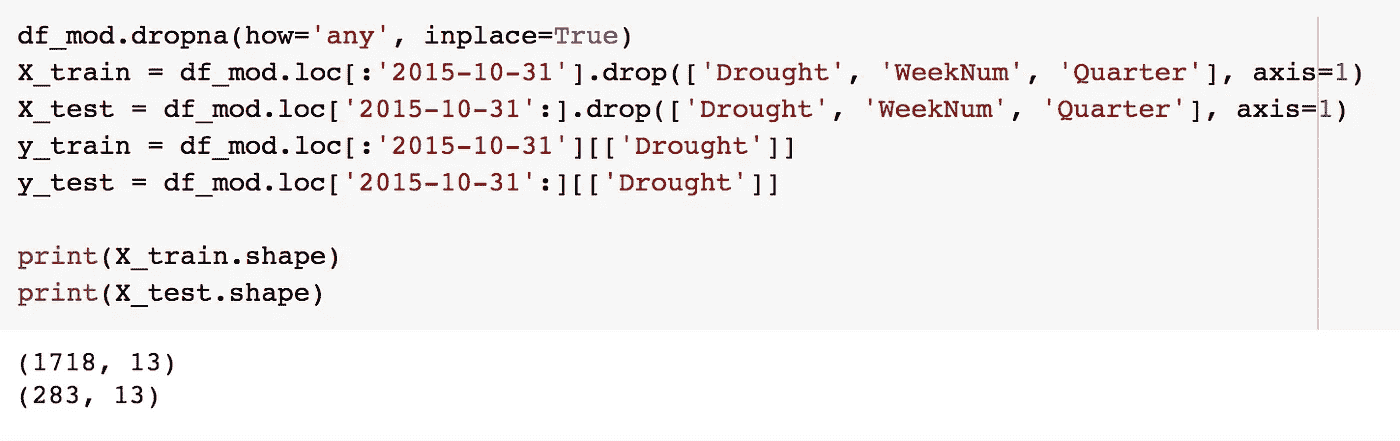 df_mod.dropna(how='any', inplace=True)
X_train = df_mod.loc[:'2015-10-31'].drop(['Drought', 'WeekNum', 'Quarter'], axis=1)
X_test = df_mod.loc['2015-10-31':].drop(['Drought', 'WeekNum', 'Quarter'], axis=1)
y_train = df_mod.loc[:'2015-10-31'][['Drought']]
y_test = df_mod.loc['2015-10-31':][['Drought']]
print(X_train.shape)
print(X_test.shape)
(1718, 13)
(283, 13)